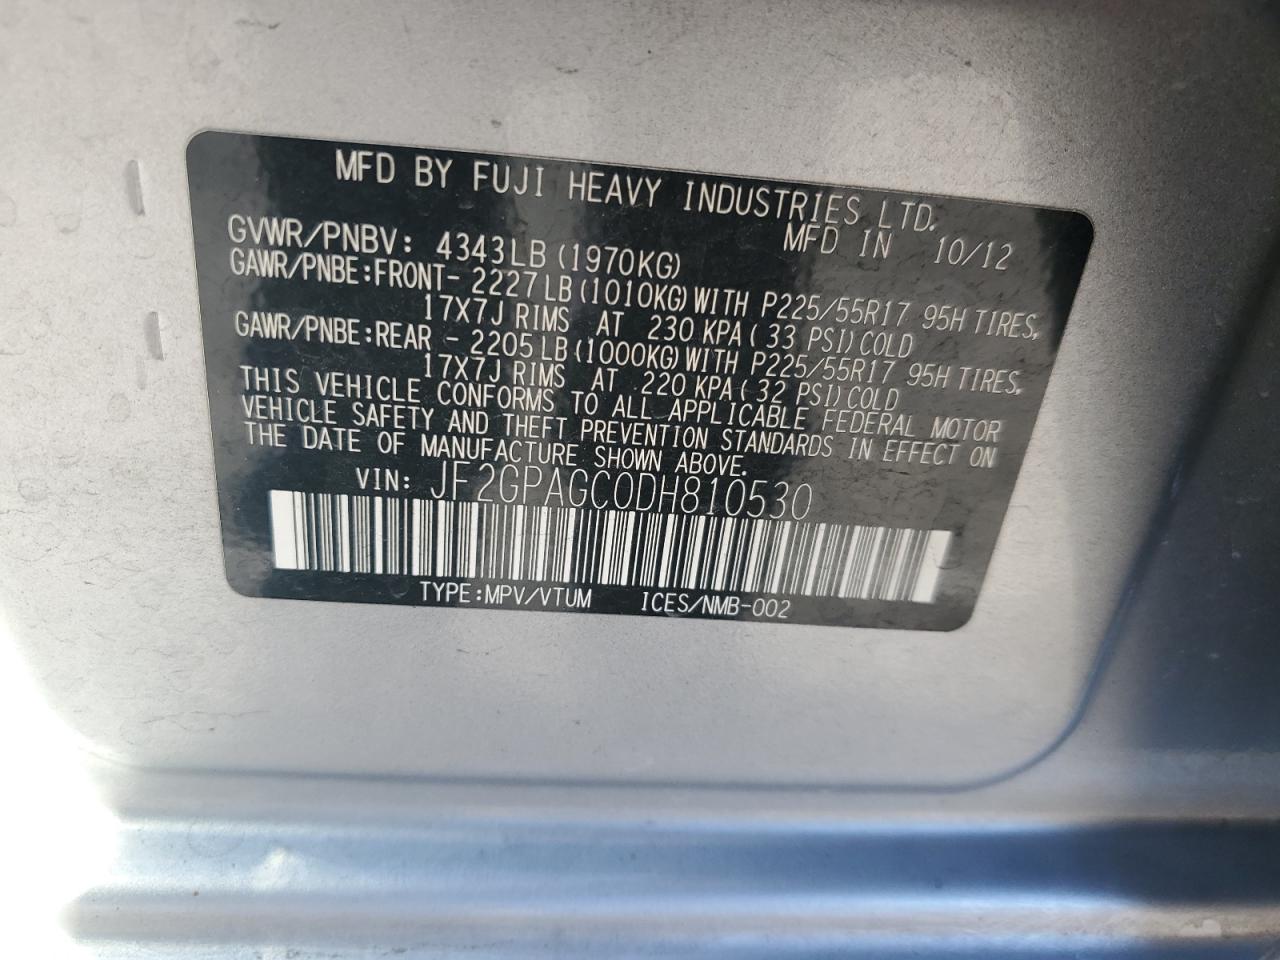 MFD BY FUJI HEAVY INDUSTRIES LTD.
MFD IN 10/12
GVWR/PNBV: 4343LB (1970KG)
GAWR/PNBE:FRONT- 2227LB(1010KG)WITH P225/55R17 95H TIRES,
17X7J RIMS AT 230 KPA(33 PSI)COLD
GAWR/PNBE:REAR - 2205LB(1000KG)WITH P225/55R17 95H TIRES,
17X7J RIMS AT 220 KPA(32 PSI)COLD
THIS VEHICLE CONFORMS TO ALL APPLICABLE FEDERAL MOTOR
VEHICLE SAFETY AND THEFT PREVENTION STANDARDS IN EFFECT ON
THE DATE OF MANUFACTURE SHOWN ABOVE.
VIN: JF2GPAGC0DH810530
TYPE:MPV/VTUM ICES/NMB-002